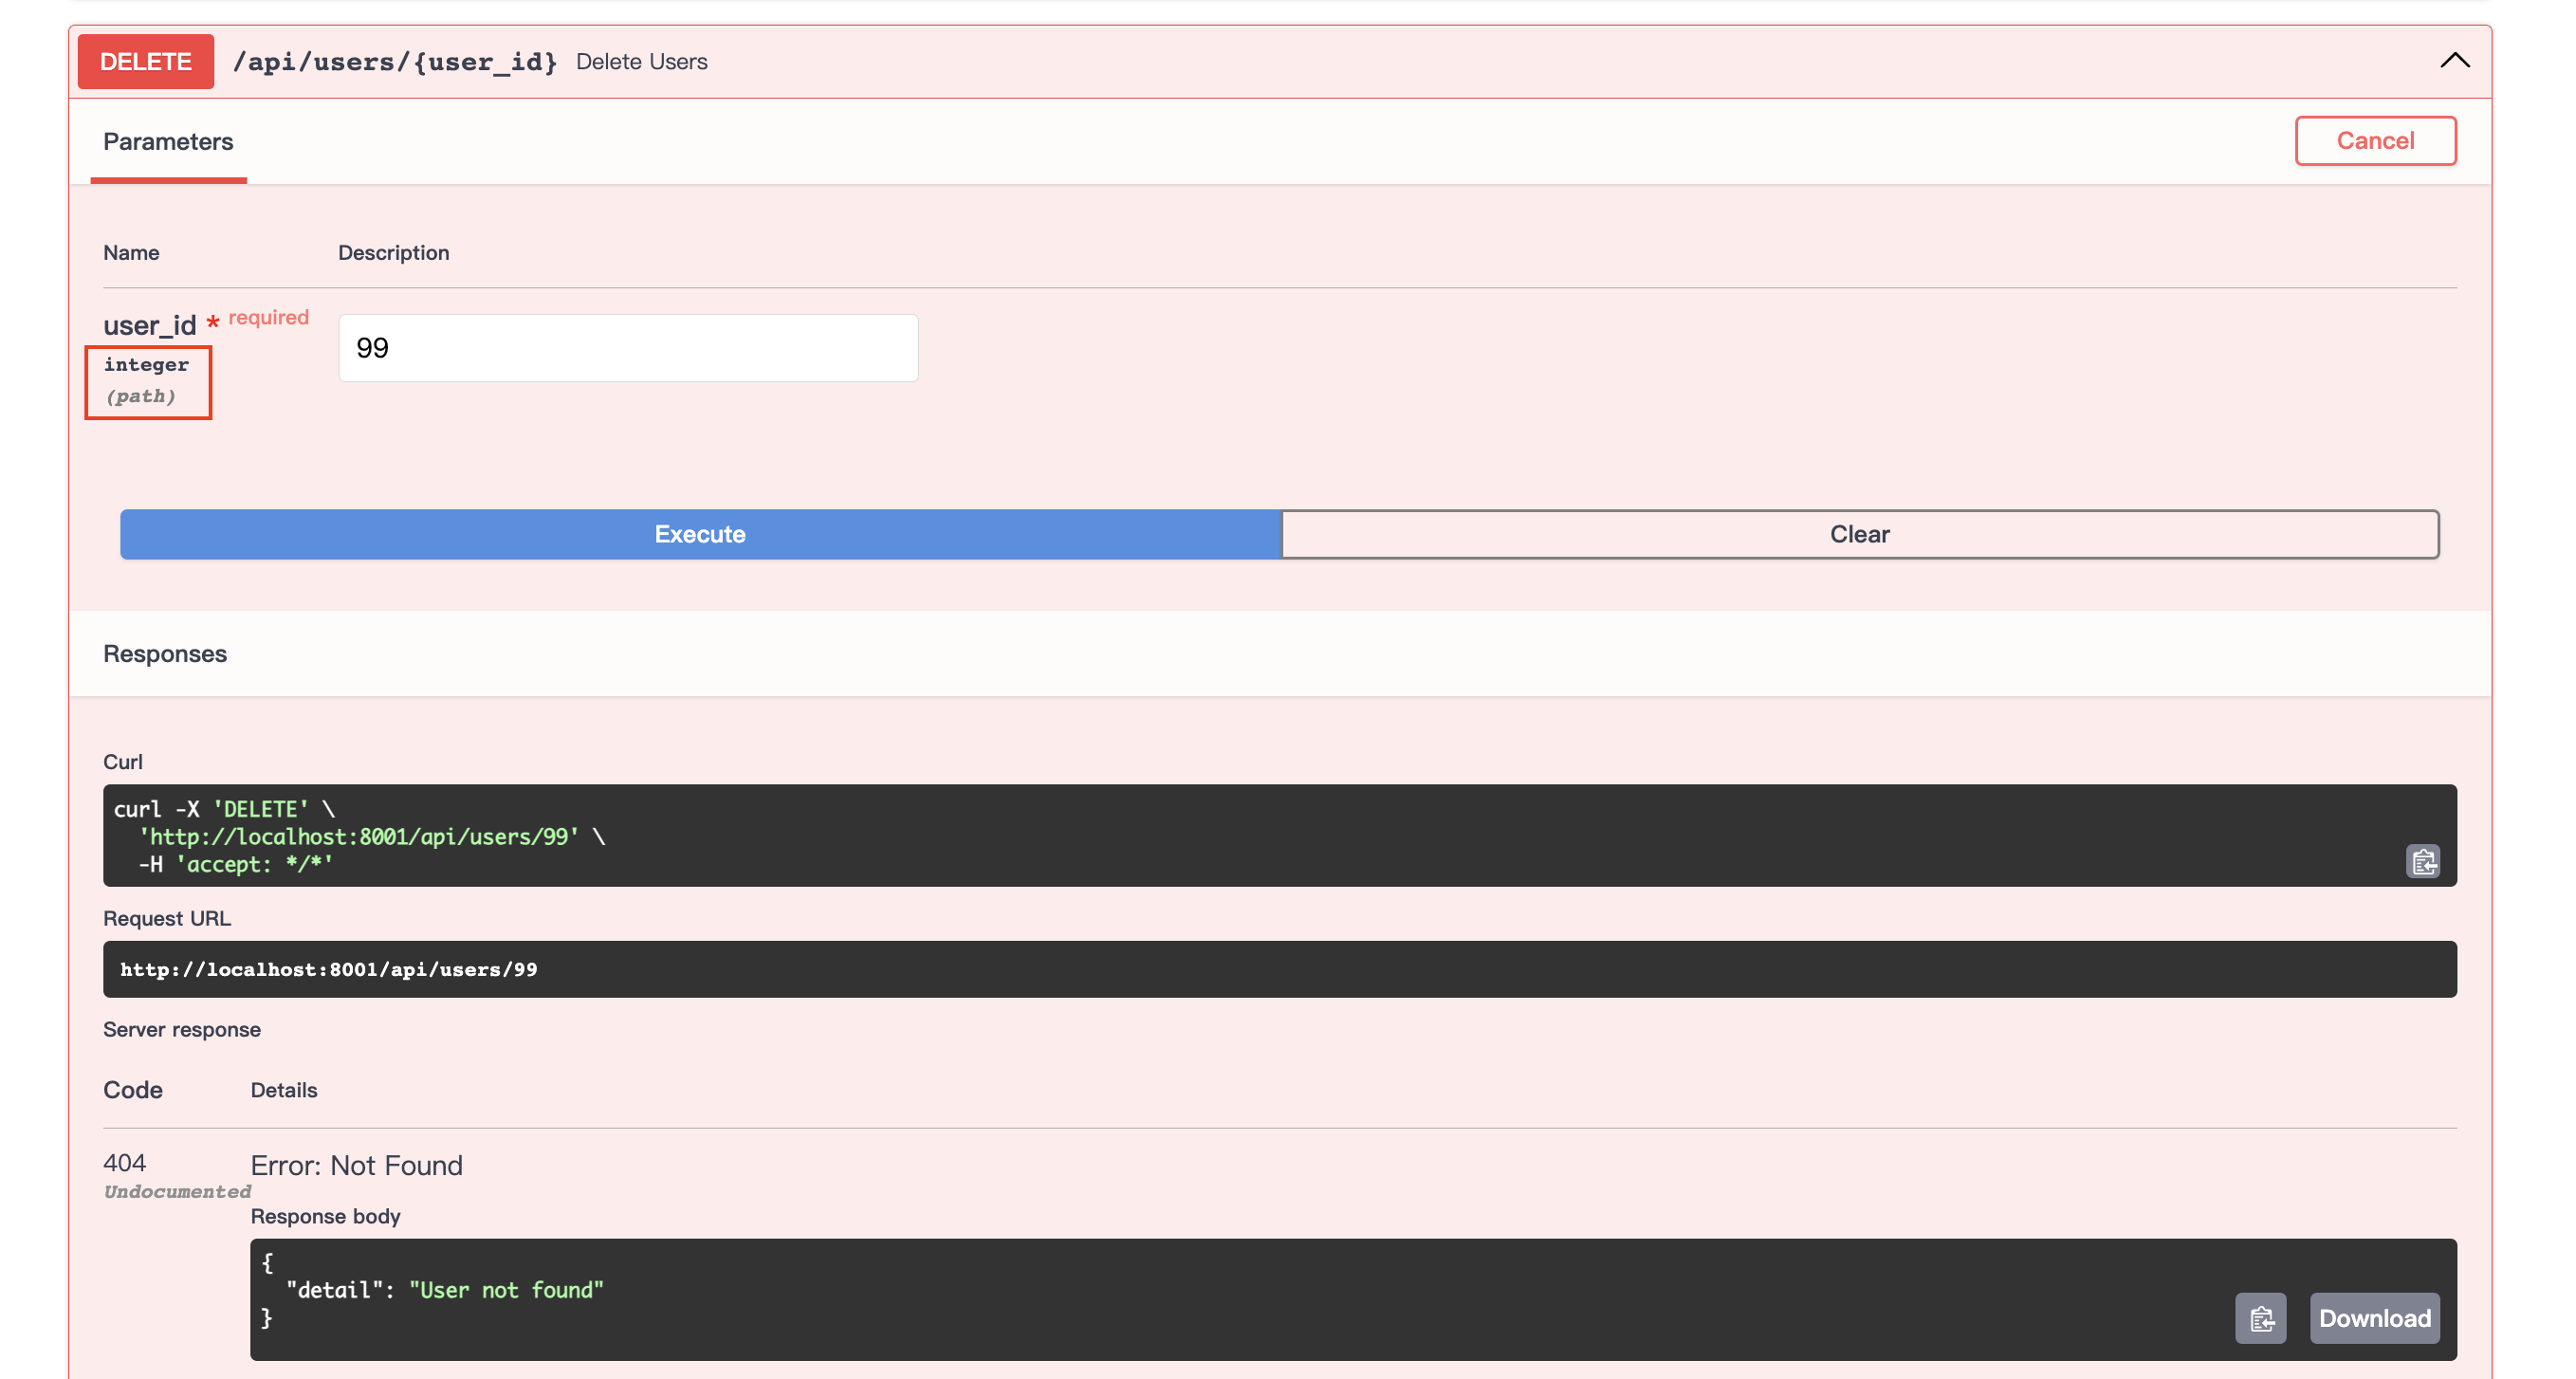 DELETE /api/users/{user_id} Delete Users
Parameters
Cancel
Name Description
user_id * required
integer
(path)
99
Execute Clear
Responses
Curl
curl -X 'DELETE' \
'http://localhost:8001/api/users/99' \
-H 'accept: */*'
Request URL
http://localhost:8001/api/users/99
Server response
Code Details
404 Error: Not Found
Undocumented
Response body
{
"detail": "User not found"
}
Download